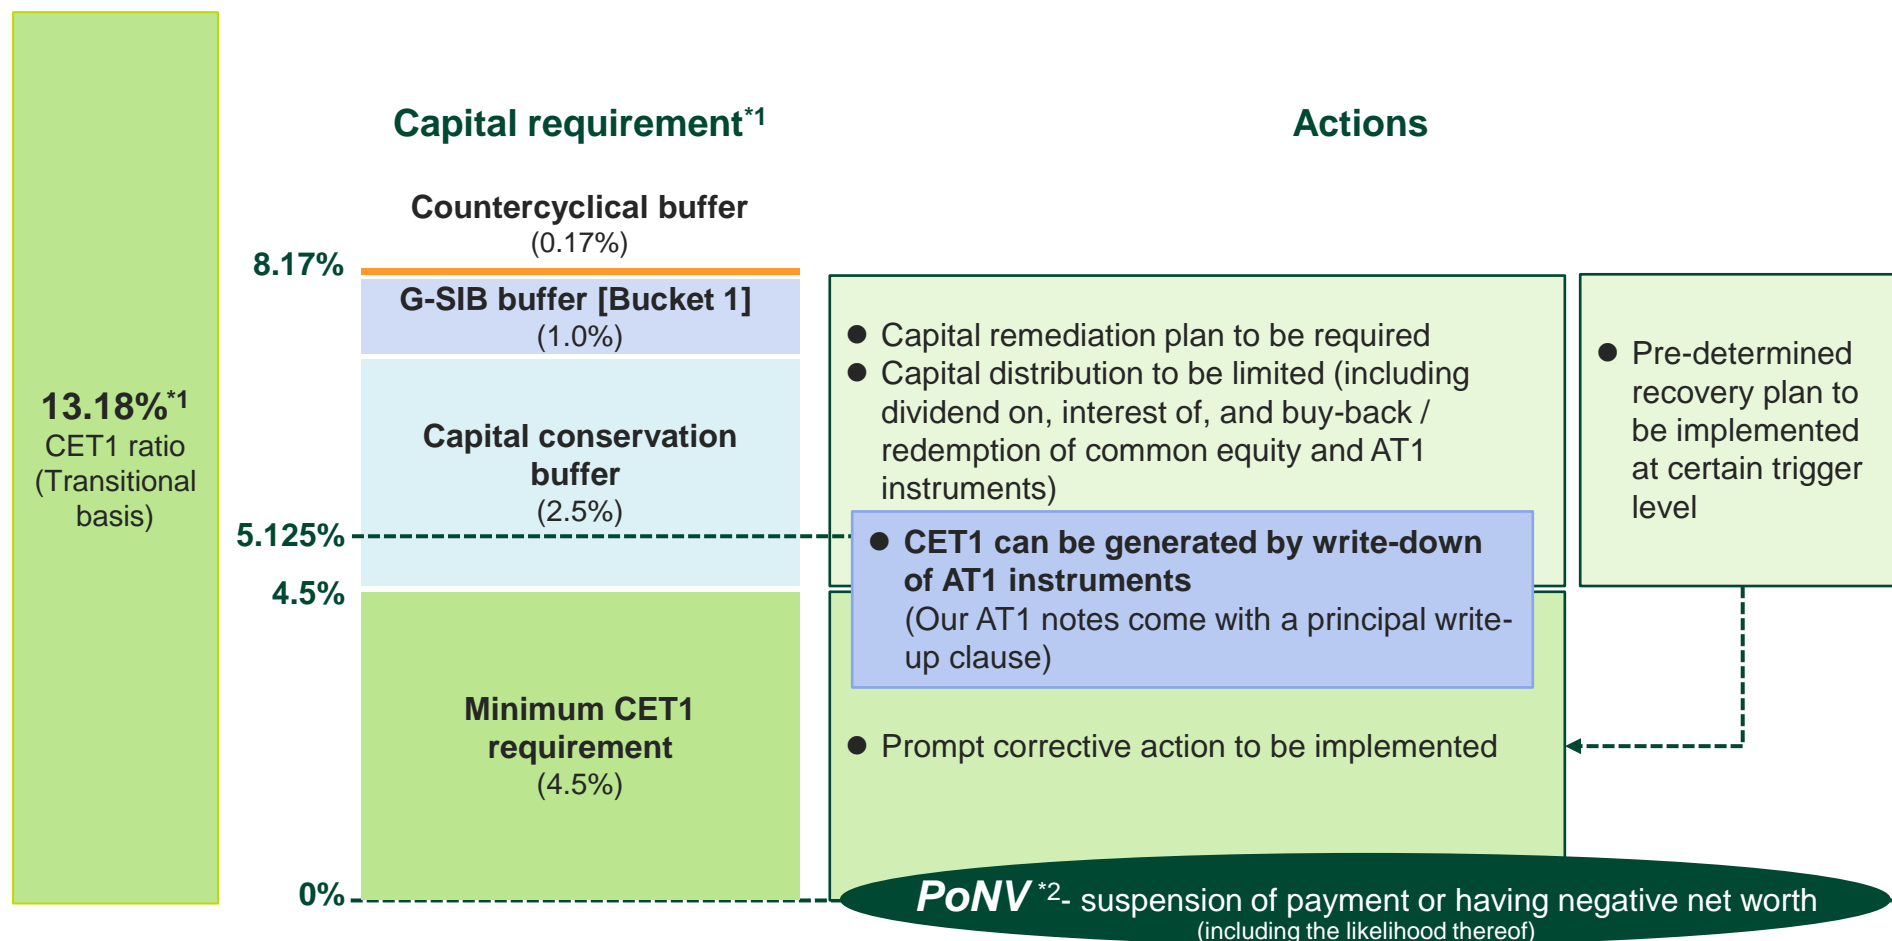 Capital requirement*1
Actions
Countercyclical buffer
(0.17%)
8.17%
G-SIB buffer [Bucket 1]
(1.0%)
13.18%*1
CET1 ratio
(Transitional
basis)
Capital conservation
buffer
(2.5%)
5.125%
4.5%
Minimum CET1
requirement
(4.5%)
0%
● Capital remediation plan to be required
● Capital distribution to be limited (including
dividend on, interest of, and buy-back /
redemption of common equity and AT1
instruments)
● Pre-determined
recovery plan to
be implemented
at certain trigger
level
● CET1 can be generated by write-down
of AT1 instruments
(Our AT1 notes come with a principal write-
up clause)
● Prompt corrective action to be implemented
PoNV *2- suspension of payment or having negative net worth
(including the likelihood thereof)